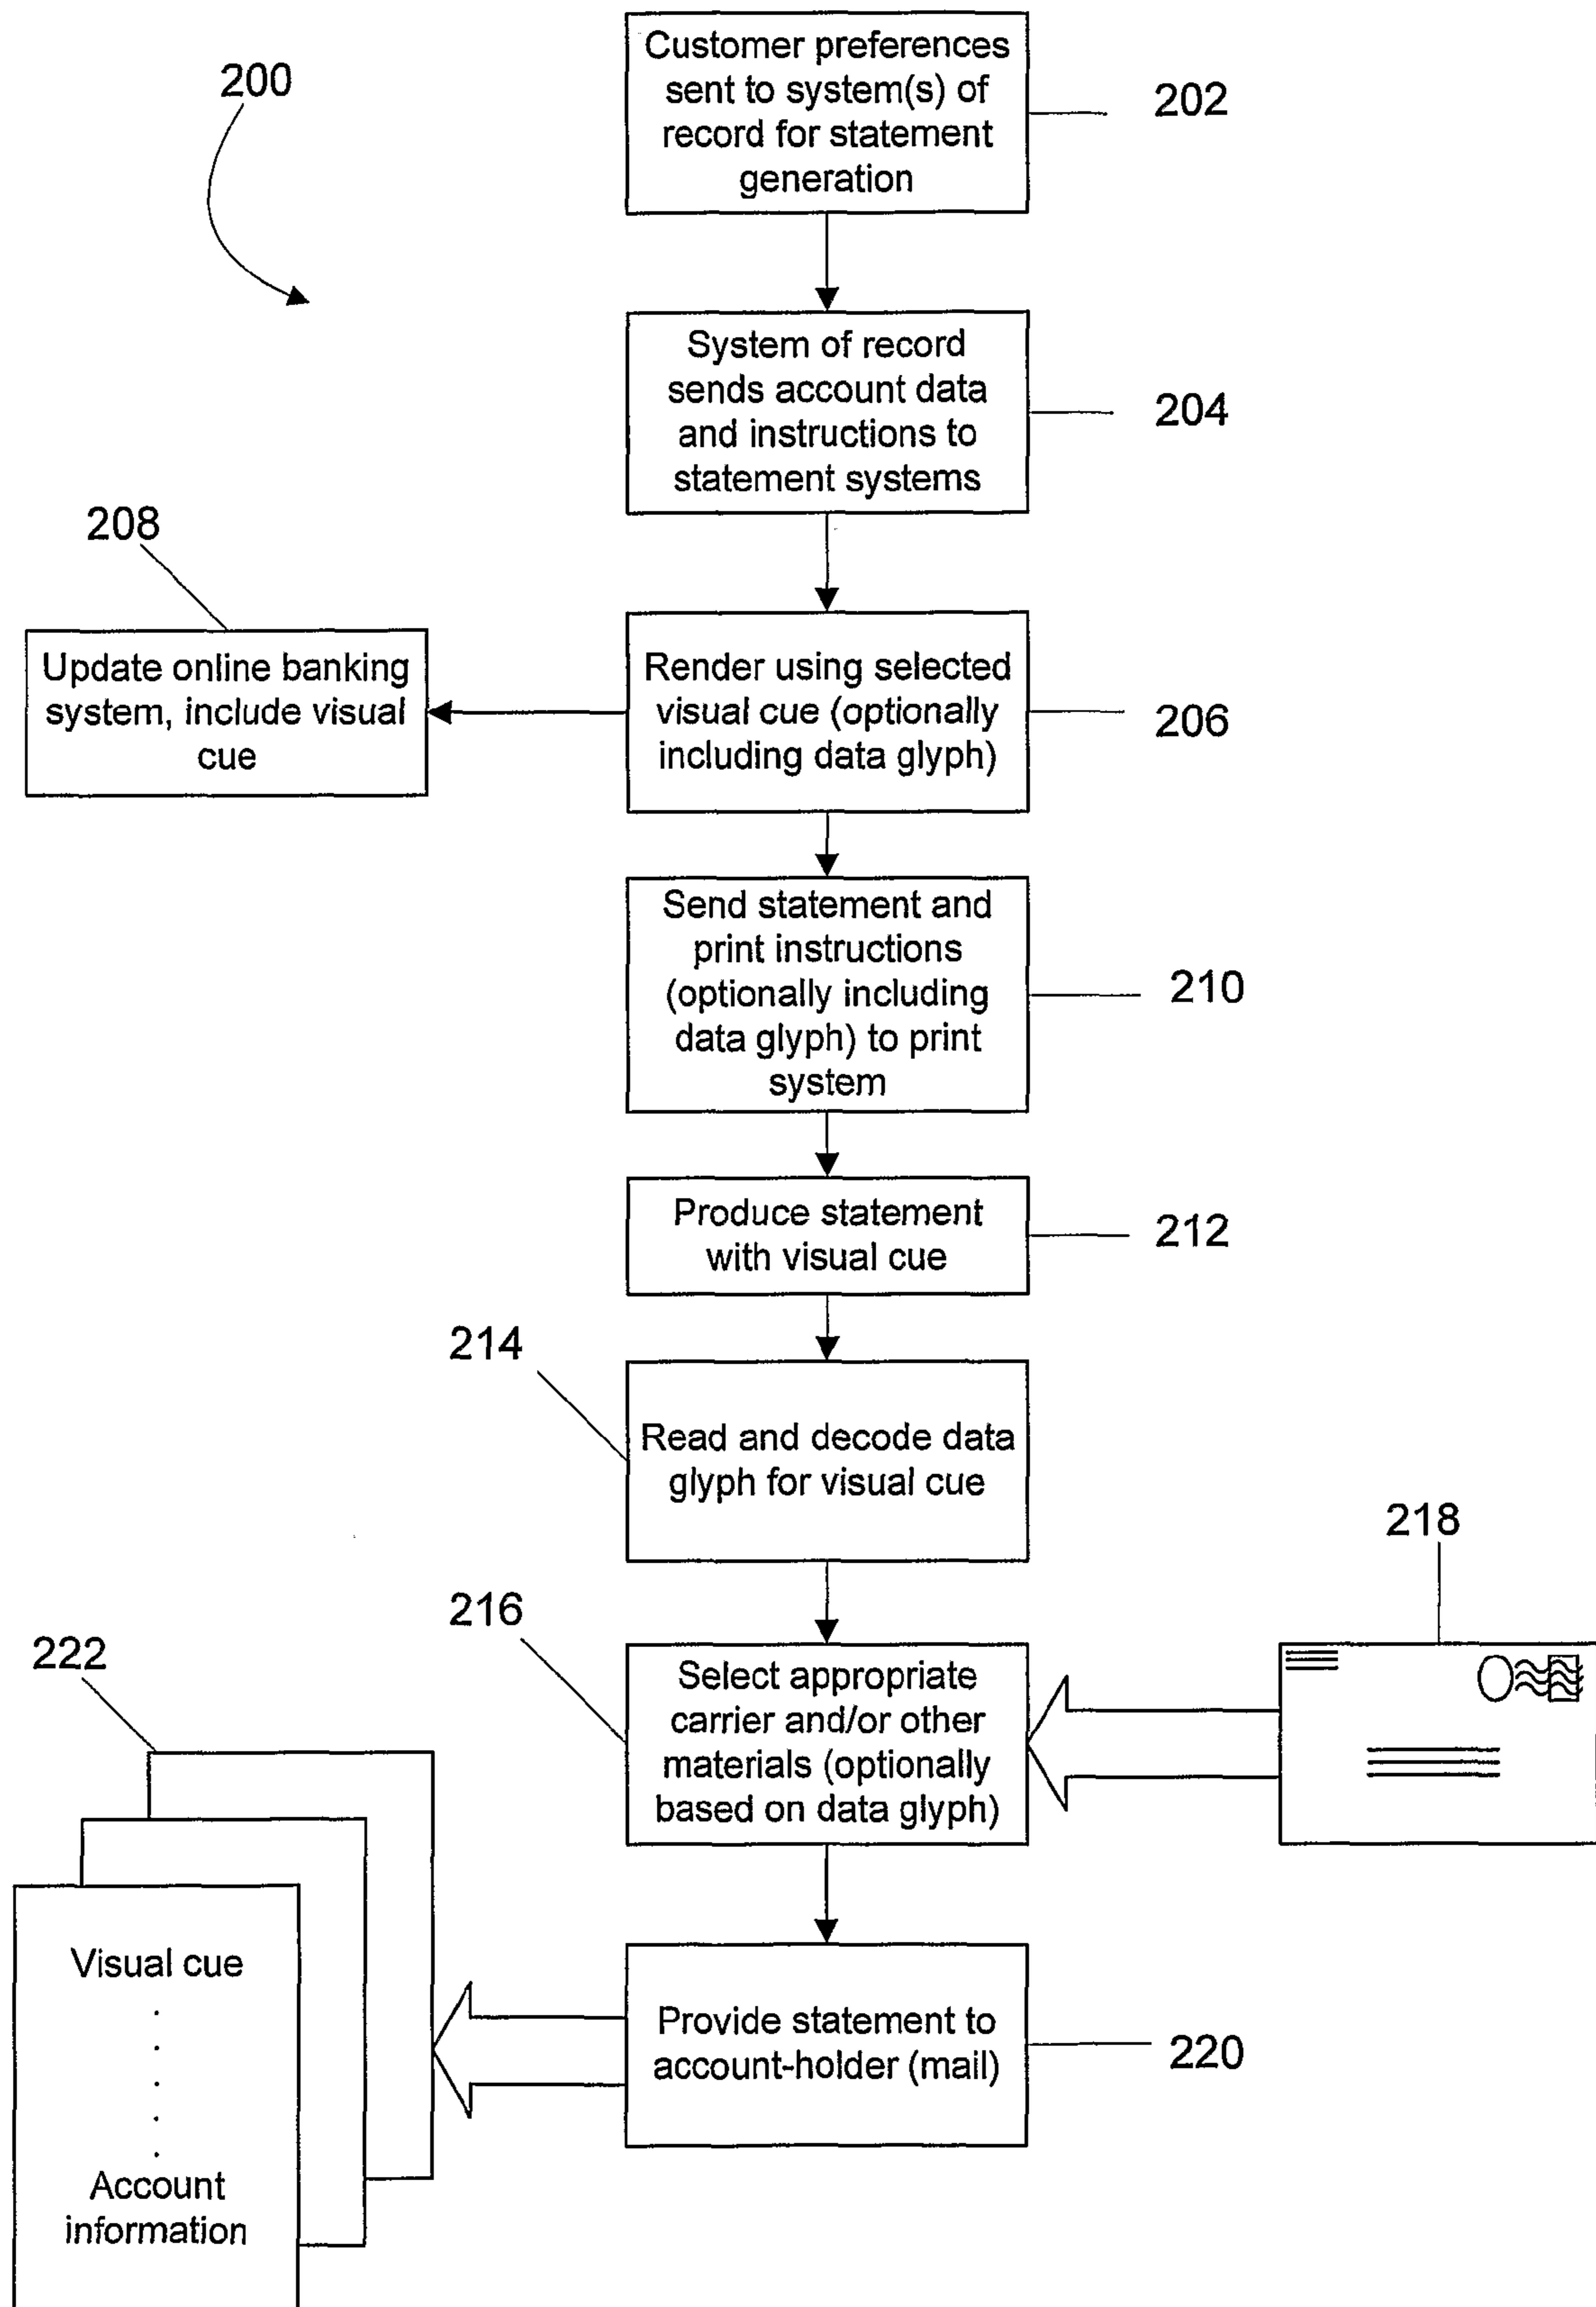 200
Customer preferences
sent to system(s) of
record for statement
generation
202
System of record
sends account data
and instructions to
statement systems
204
208
Update online banking
system, include visual
cue
Render using selected
visual cue (optionally
including data glyph)
206
Send statement and
print instructions
(optionally including
data glyph) to print
system
210
Produce statement
with visual cue
212
214
Read and decode data
glyph for visual cue
216
Select appropriate
carrier and/or other
materials (optionally
based on data glyph)
218
222
Visual cue
.
.
.
.
.
Account
information
Provide statement to
account-holder (mail)
220